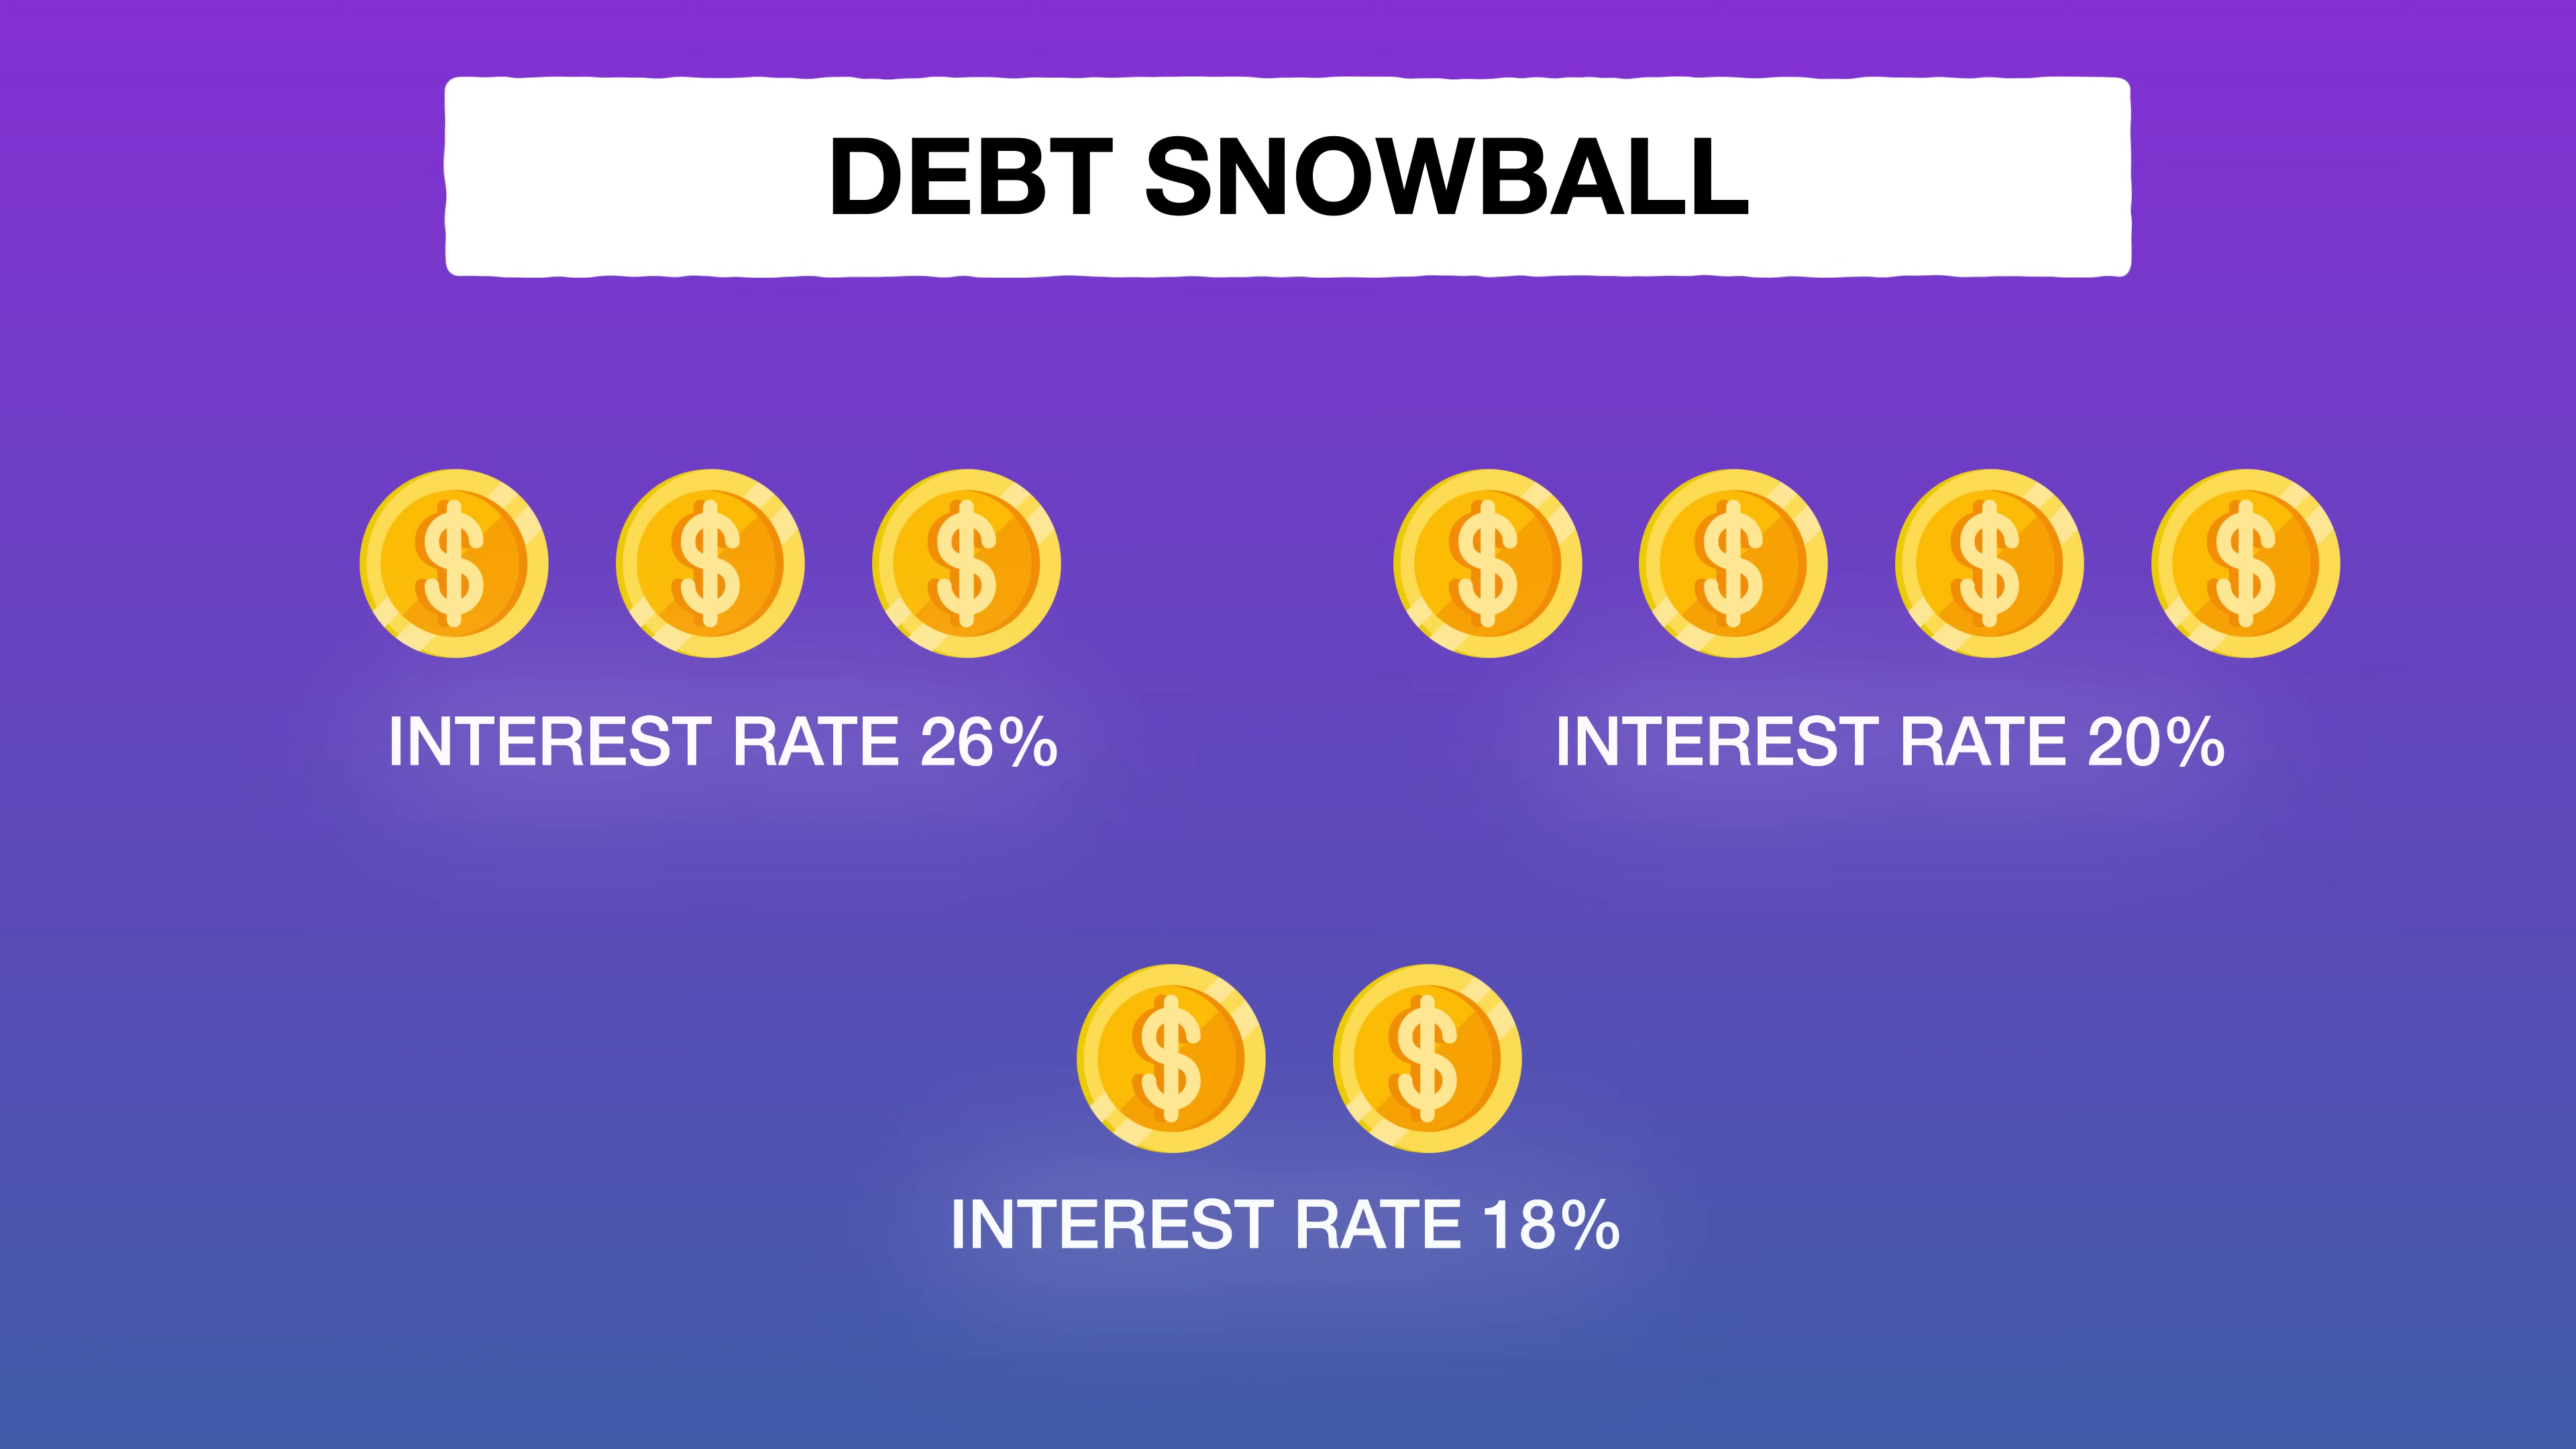 DEBT SNOWBALL
$ $ $ $ $ $ $
INTEREST RATE 26% INTEREST RATE 20%
$ $
INTEREST RATE 18%